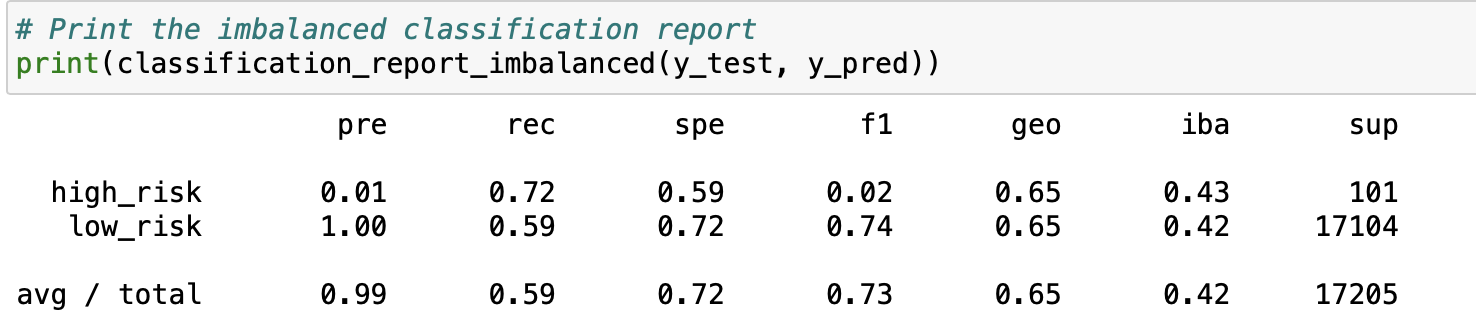 # Print the imbalanced classification report
print(classification_report_imbalanced(y_test, y_pred))
pre rec spe f1 geo iba sup
high_risk 0.01 0.72 0.59 0.02 0.65 0.43 101
low_risk 1.00 0.59 0.72 0.74 0.65 0.42 17104
avg / total 0.99 0.59 0.72 0.73 0.65 0.42 17205